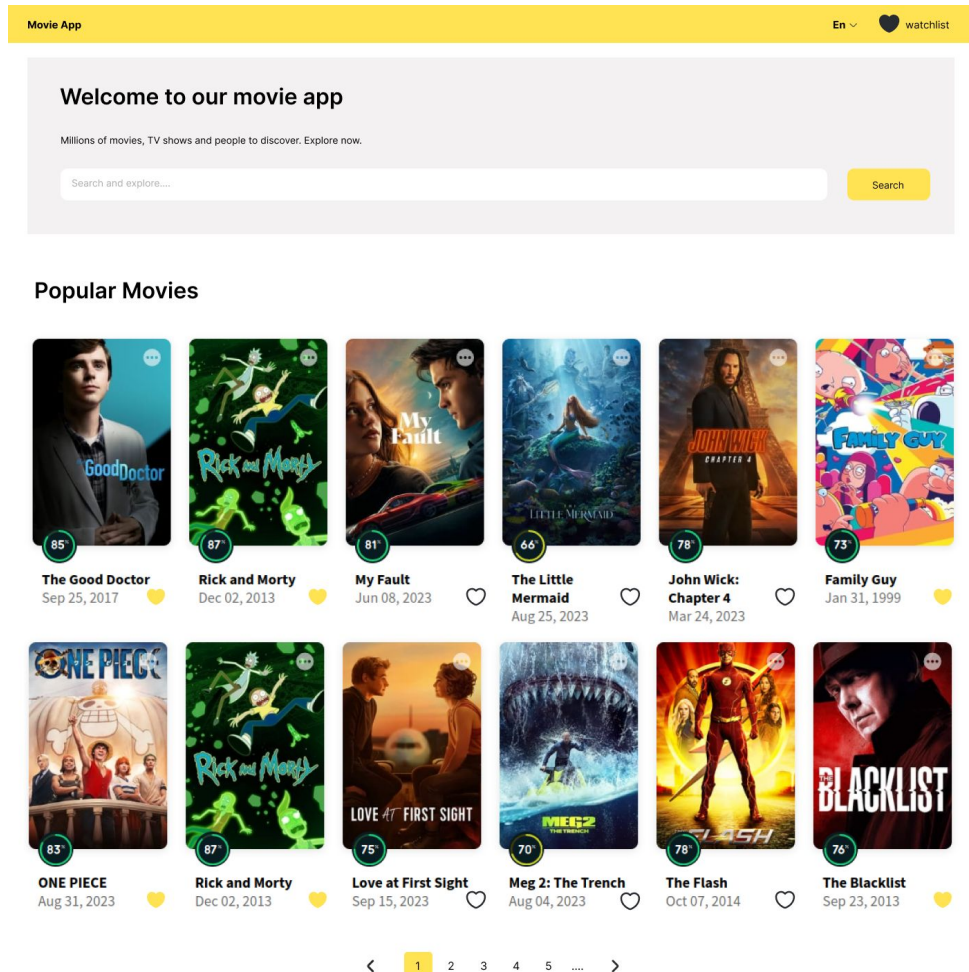 Movie App
En
watchlist
Welcome to our movie app
Millions of movies, TV shows and people to discover. Explore now.
Search and explore....
Search
Popular Movies
THE GoodDoctor
Rick and Morty
My
Fault
THE
LITTLE MERMAID
JOHN WICK
CHAPTER 4
FAMILY GUY
85%
87%
81%
66%
78%
73%
The Good Doctor
Sep 25, 2017
Rick and Morty
Dec 02, 2013
My Fault
Jun 08, 2023
The Little
Mermaid
Aug 25, 2023
John Wick:
Chapter 4
Mar 24, 2023
Family Guy
Jan 31, 1999
ONE PIECE
Rick and Morty
LOVE AT FIRST SIGHT
MEG2
THE TRENCH
FLASH
THE
BLACKLIST
83%
87%
75%
70%
78%
76%
ONE PIECE
Aug 31, 2023
Rick and Morty
Dec 02, 2013
Love at First Sight
Sep 15, 2023
Meg 2: The Trench
Aug 04, 2023
The Flash
Oct 07, 2014
The Blacklist
Sep 23, 2013
1 2 3 4 5 ....